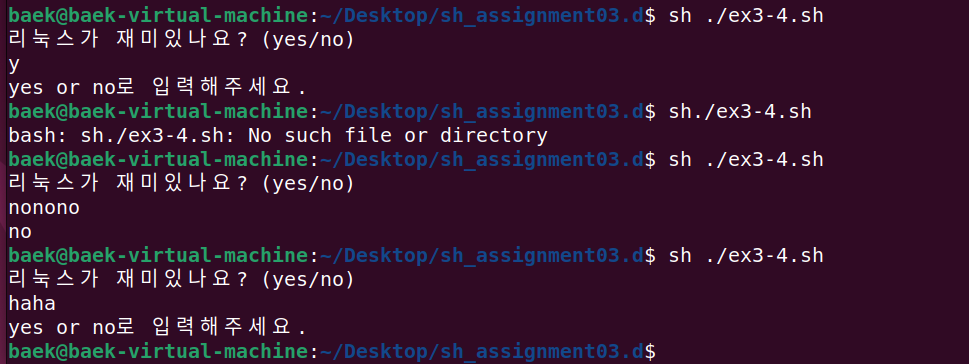 baek@baek-virtual-machine:~/Desktop/sh_assignment03.d$ sh ./ex3-4.sh
리눅스가 재미있나요? (yes/no)
y
yes or no로 입력해주세요.
baek@baek-virtual-machine:~/Desktop/sh_assignment03.d$ sh./ex3-4.sh
bash: sh./ex3-4.sh: No such file or directory
baek@baek-virtual-machine:~/Desktop/sh_assignment03.d$ sh ./ex3-4.sh
리눅스가 재미있나요? (yes/no)
nonono
no
baek@baek-virtual-machine:~/Desktop/sh_assignment03.d$ sh ./ex3-4.sh
리눅스가 재미있나요? (yes/no)
haha
yes or no로 입력해주세요.
baek@baek-virtual-machine:~/Desktop/sh_assignment03.d$